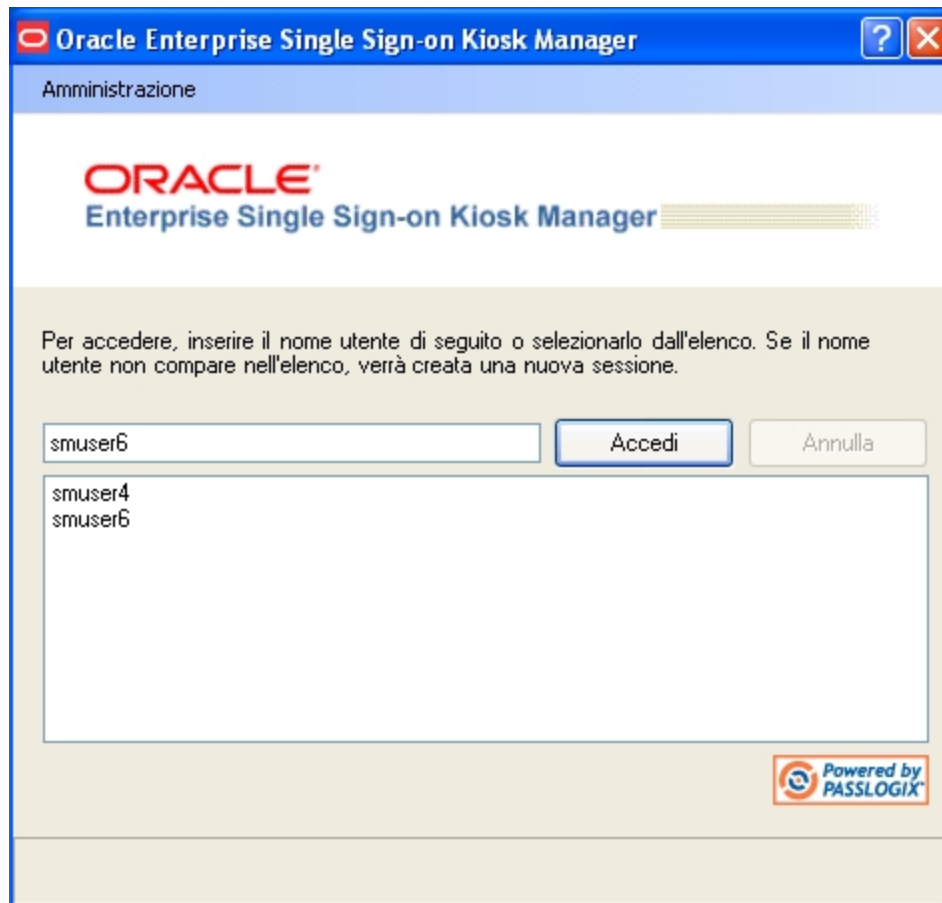 Oracle Enterprise Single Sign-on Kiosk Manager
Amministrazione
ORACLE
Enterprise Single Sign-on Kiosk Manager
Per accedere, inserire il nome utente di seguito o selezionarlo dall'elenco. Se il nome
utente non compare nell'elenco, verrà creata una nuova sessione.
smuser6 Accedi Annulla
smuser4
smuser6
Powered by
PASSLOGIX